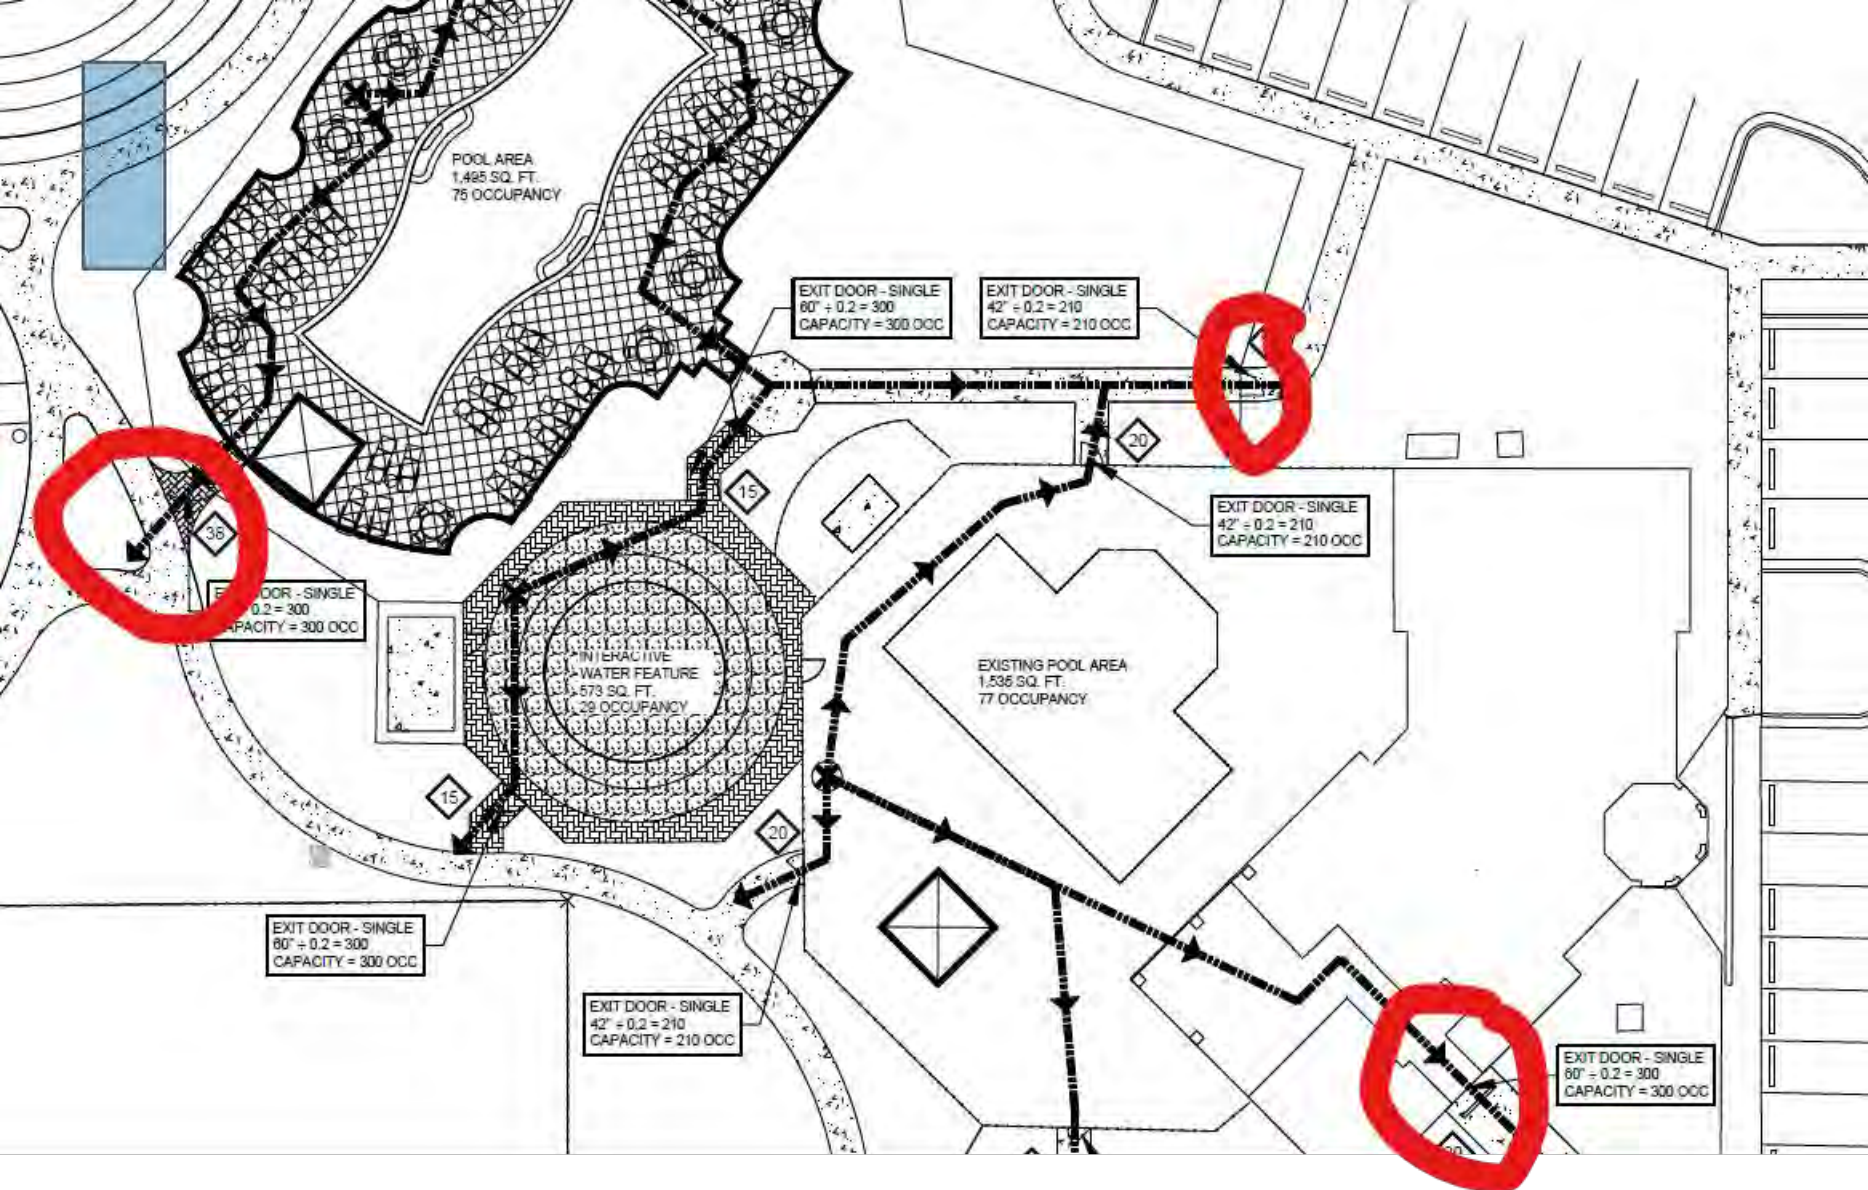 POOL AREA
1,495 SQ. FT.
75 OCCUPANCY
EXIT DOOR - SINGLE
60" ÷ 0.2 = 300
CAPACITY = 300 OCC
EXIT DOOR - SINGLE
42" ÷ 0.2 = 210
CAPACITY = 210 OCC
20
15
EXIT DOOR - SINGLE
42" ÷ 0.2 = 210
CAPACITY = 210 OCC
38
DOOR - SINGLE
0.2 = 300
CAPACITY = 300 OCC
INTERACTIVE
WATER FEATURE
573 SQ. FT.
29 OCCUPANCY
EXISTING POOL AREA
1,535 SQ. FT.
77 OCCUPANCY
15
20
EXIT DOOR - SINGLE
60" ÷ 0.2 = 300
CAPACITY = 300 OCC
EXIT DOOR - SINGLE
42" ÷ 0.2 = 210
CAPACITY = 210 OCC
EXIT DOOR - SINGLE
60" ÷ 0.2 = 300
CAPACITY = 300 OCC